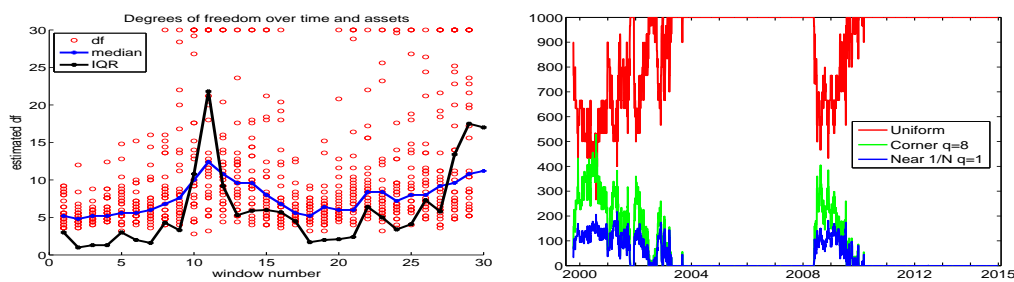 Degrees of freedom over time and assets
30
25
20
15
10
5
0
estimated df
df
median
IQR
0 5 10 15 20 25 30
window number
1000
900
800
700
600
500
400
300
200
100
0
Uniform
Corner q=8
Near 1/N q=1
2000 2004 2008 2012 2015